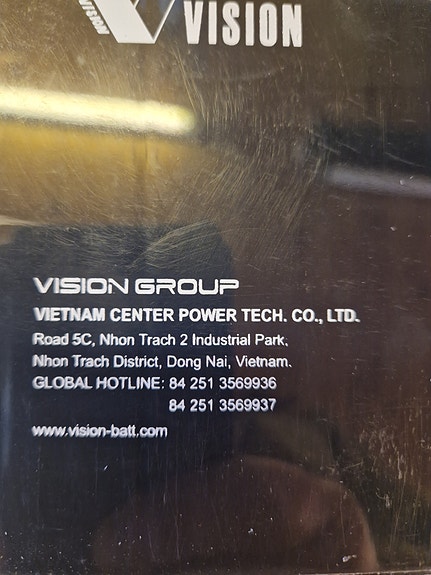 VISION
VISION
VISION GROUP
VIETNAM CENTER POWER TECH. CO., LTD.
Road 5C, Nhon Trach 2 Industrial Park,
Nhon Trach District, Dong Nai, Vietnam.
GLOBAL HOTLINE: 84 251 3569936
84 251 3569937
www.vision-batt.com